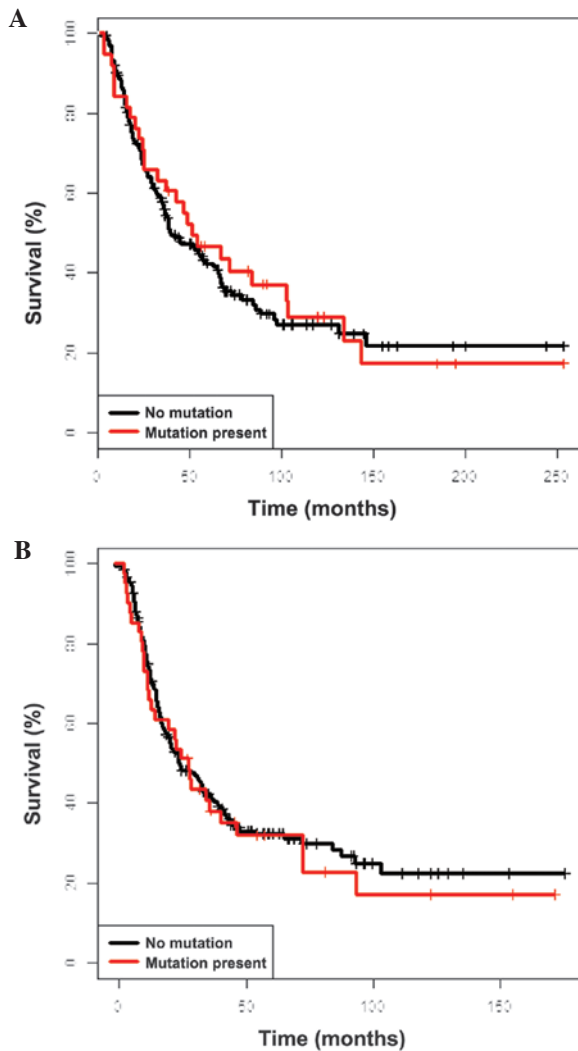 A
100
80
60
40
20
0
Survival (%)
No mutation
Mutation present
0 50 100 150 200 250
Time (months)
B
100
80
60
40
20
0
Survival (%)
No mutation
Mutation present
0 50 100 150
Time (months)